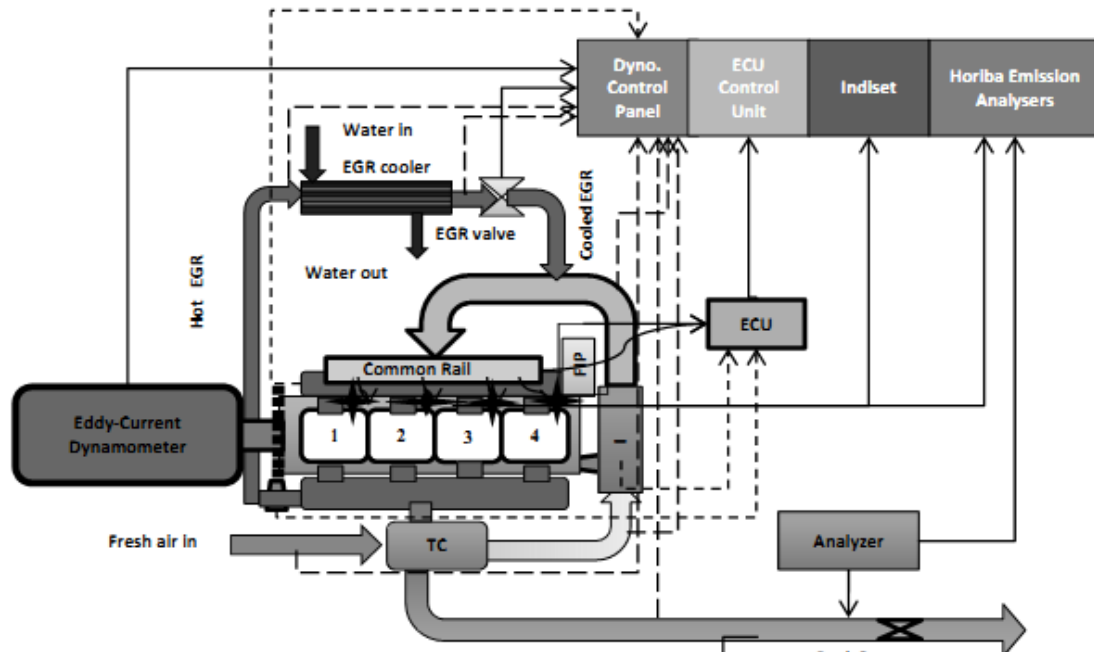 Dyno.
Control
Panel
ECU
Control
Unit
Indiset
Horiba Emission
Analysers
Water in
EGR cooler
EGR valve
Cooled EGR
Hot EGR
Water out
ECU
Common Rail
FIP
Eddy-Current
Dynamometer
1
2
3
4
I
Fresh air in
TC
Analyzer